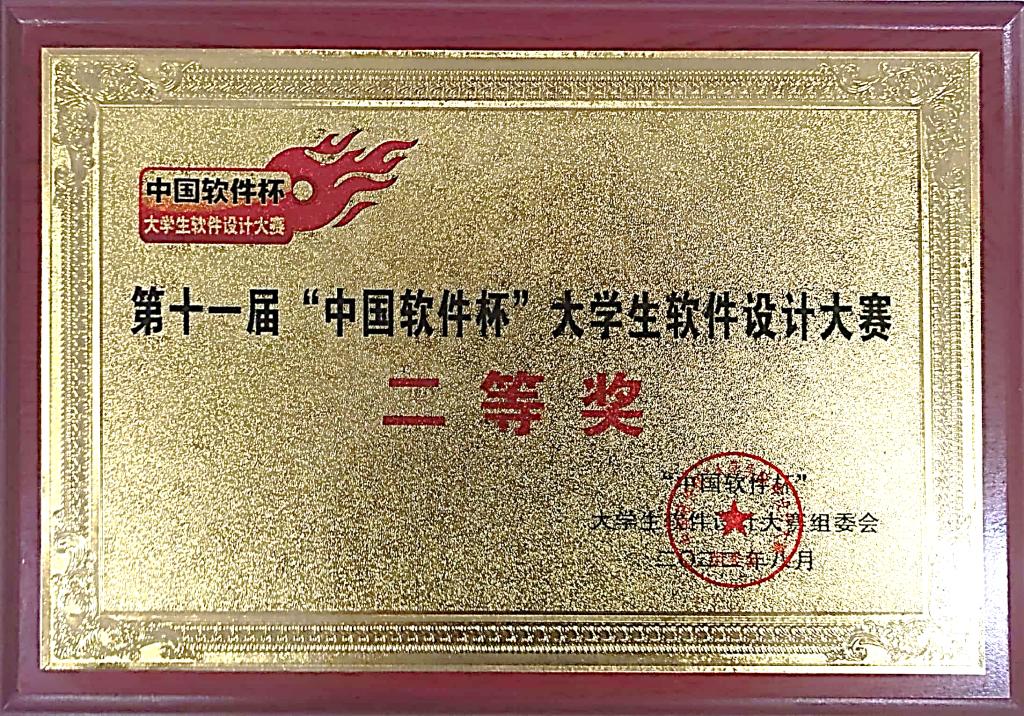 中国软件杯
大学生软件设计大赛
第十一届“中国软件杯”大学生软件设计大赛
二等奖
“中国软件杯”
大学生软件设计大赛组委会
二〇二二年八月